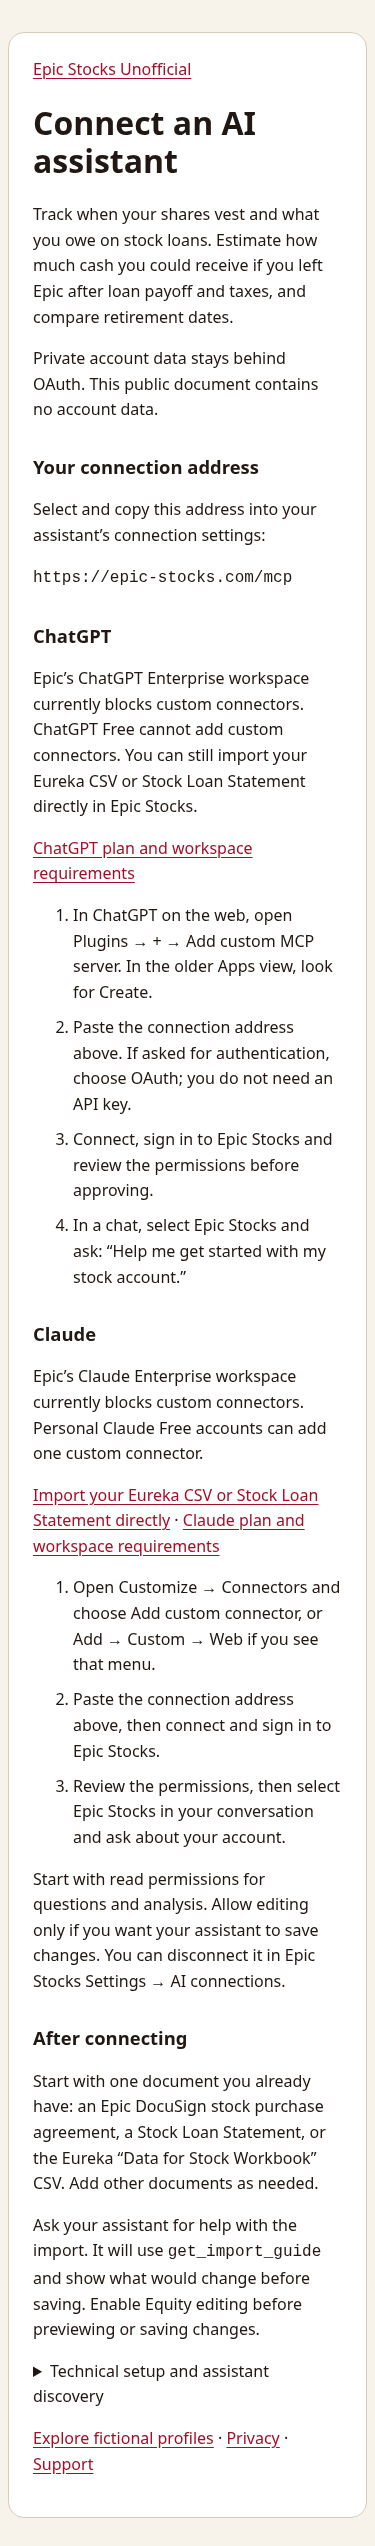 Epic Stocks Unofficial
Connect an AI
assistant
Track when your shares vest and what
you owe on stock loans. Estimate how
much cash you could receive if you left
Epic after loan payoff and taxes, and
compare retirement dates.
Private account data stays behind
OAuth. This public document contains
no account data.
Your connection address
Select and copy this address into your
assistant’s connection settings:
https://epic-stocks.com/mcp
ChatGPT
Epic’s ChatGPT Enterprise workspace
currently blocks custom connectors.
ChatGPT Free cannot add custom
connectors. You can still import your
Eureka CSV or Stock Loan Statement
directly in Epic Stocks.
ChatGPT plan and workspace
requirements
1. In ChatGPT on the web, open
Plugins → + → Add custom MCP
server. In the older Apps view, look
for Create.
2. Paste the connection address
above. If asked for authentication,
choose OAuth; you do not need an
API key.
3. Connect, sign in to Epic Stocks and
review the permissions before
approving.
4. In a chat, select Epic Stocks and
ask: “Help me get started with my
stock account.”
Claude
Epic’s Claude Enterprise workspace
currently blocks custom connectors.
Personal Claude Free accounts can add
one custom connector.
Import your Eureka CSV or Stock Loan
Statement directly · Claude plan and
workspace requirements
1. Open Customize → Connectors and
choose Add custom connector, or
Add → Custom → Web if you see
that menu.
2. Paste the connection address
above, then connect and sign in to
Epic Stocks.
3. Review the permissions, then select
Epic Stocks in your conversation
and ask about your account.
Start with read permissions for
questions and analysis. Allow editing
only if you want your assistant to save
changes. You can disconnect it in Epic
Stocks Settings → AI connections.
After connecting
Start with one document you already
have: an Epic DocuSign stock purchase
agreement, a Stock Loan Statement, or
the Eureka “Data for Stock Workbook”
CSV. Add other documents as needed.
Ask your assistant for help with the
import. It will use get_import_guide
and show what would change before
saving. Enable Equity editing before
previewing or saving changes.
▶ Technical setup and assistant
discovery
Explore fictional profiles · Privacy ·
Support